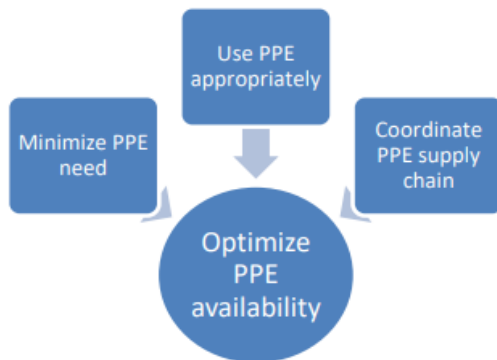 Use PPE
appropriately
Minimize PPE
need
Coordinate
PPE supply
chain
Optimize
PPE
availability